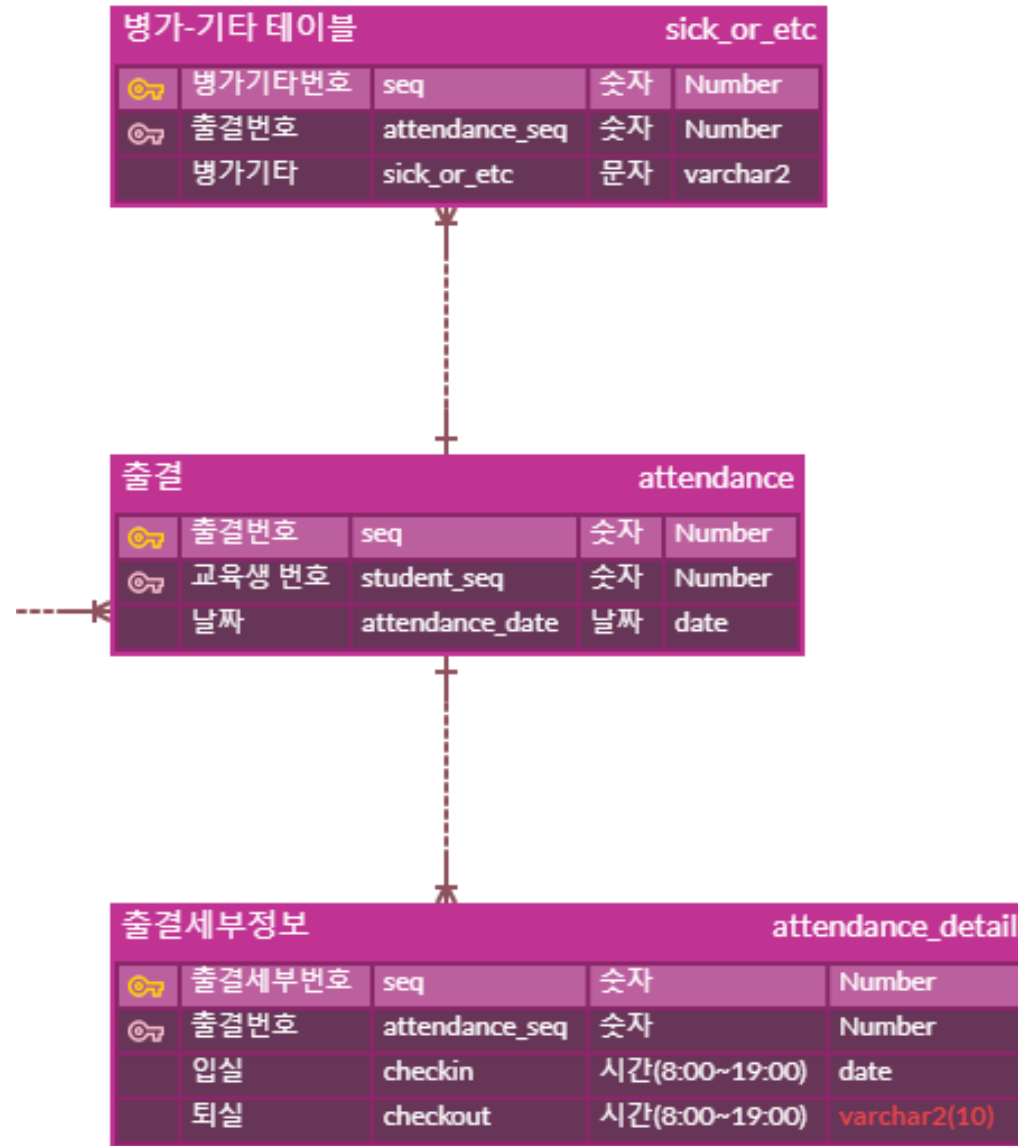 병가-기타 테이블 sick_or_etc
병가기타번호 seq 숫자 Number
출결번호 attendance_seq 숫자 Number
병가기타 sick_or_etc 문자 varchar2
출결 attendance
출결번호 seq 숫자 Number
교육생 번호 student_seq 숫자 Number
날짜 attendance_date 날짜 date
출결세부정보 attendance_detail
출결세부번호 seq 숫자 Number
출결번호 attendance_seq 숫자 Number
입실 checkin 시간(8:00~19:00) date
퇴실 checkout 시간(8:00~19:00) varchar2(10)